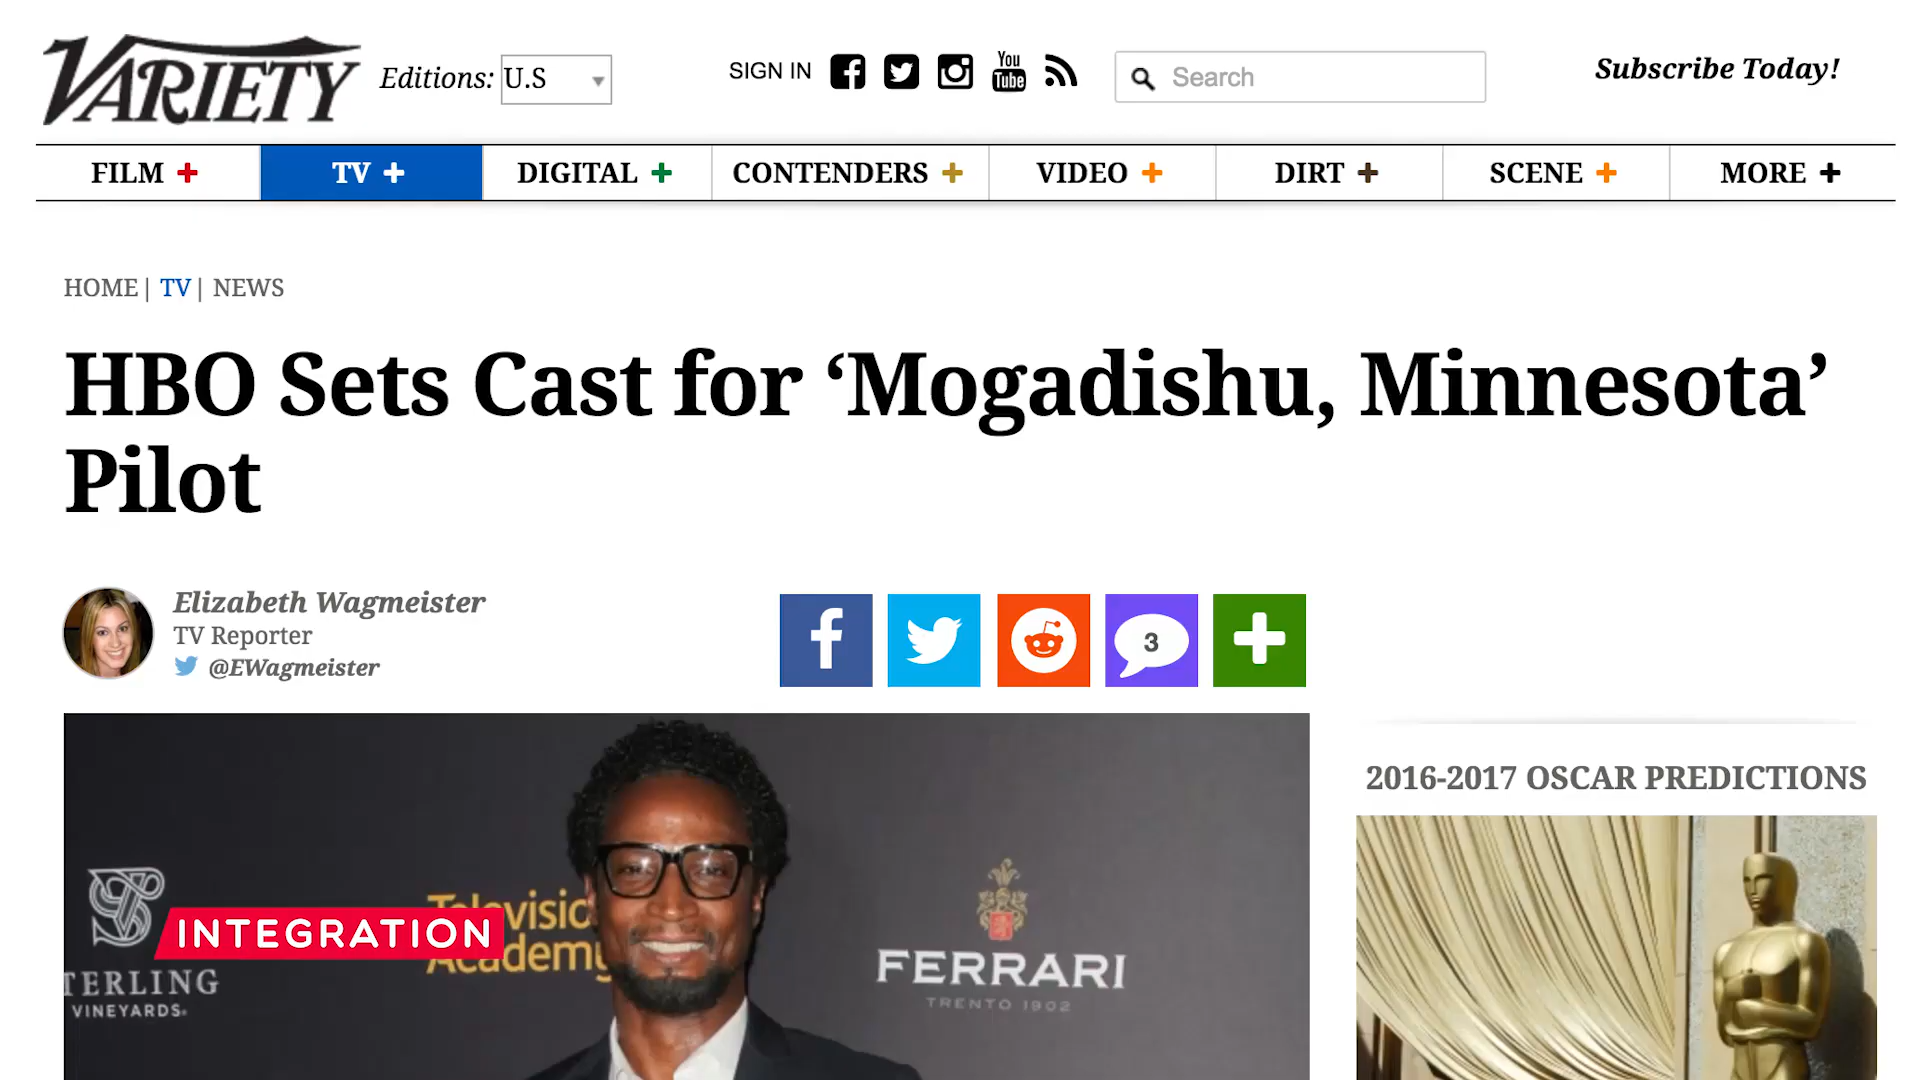 VARIETY
Editions: U.S
SIGN IN
You
Tube
Search
Subscribe Today!
FILM + TV + DIGITAL + CONTENDERS + VIDEO + DIRT + SCENE + MORE +
HOME | TV | NEWS
HBO Sets Cast for ‘Mogadishu, Minnesota’
Pilot
Elizabeth Wagmeister
TV Reporter
@EWagmeister
3
2016-2017 OSCAR PREDICTIONS
Television
Academy
INTEGRATION
TERLING
VINEYARDS
FERRARI
TRENTO 1902